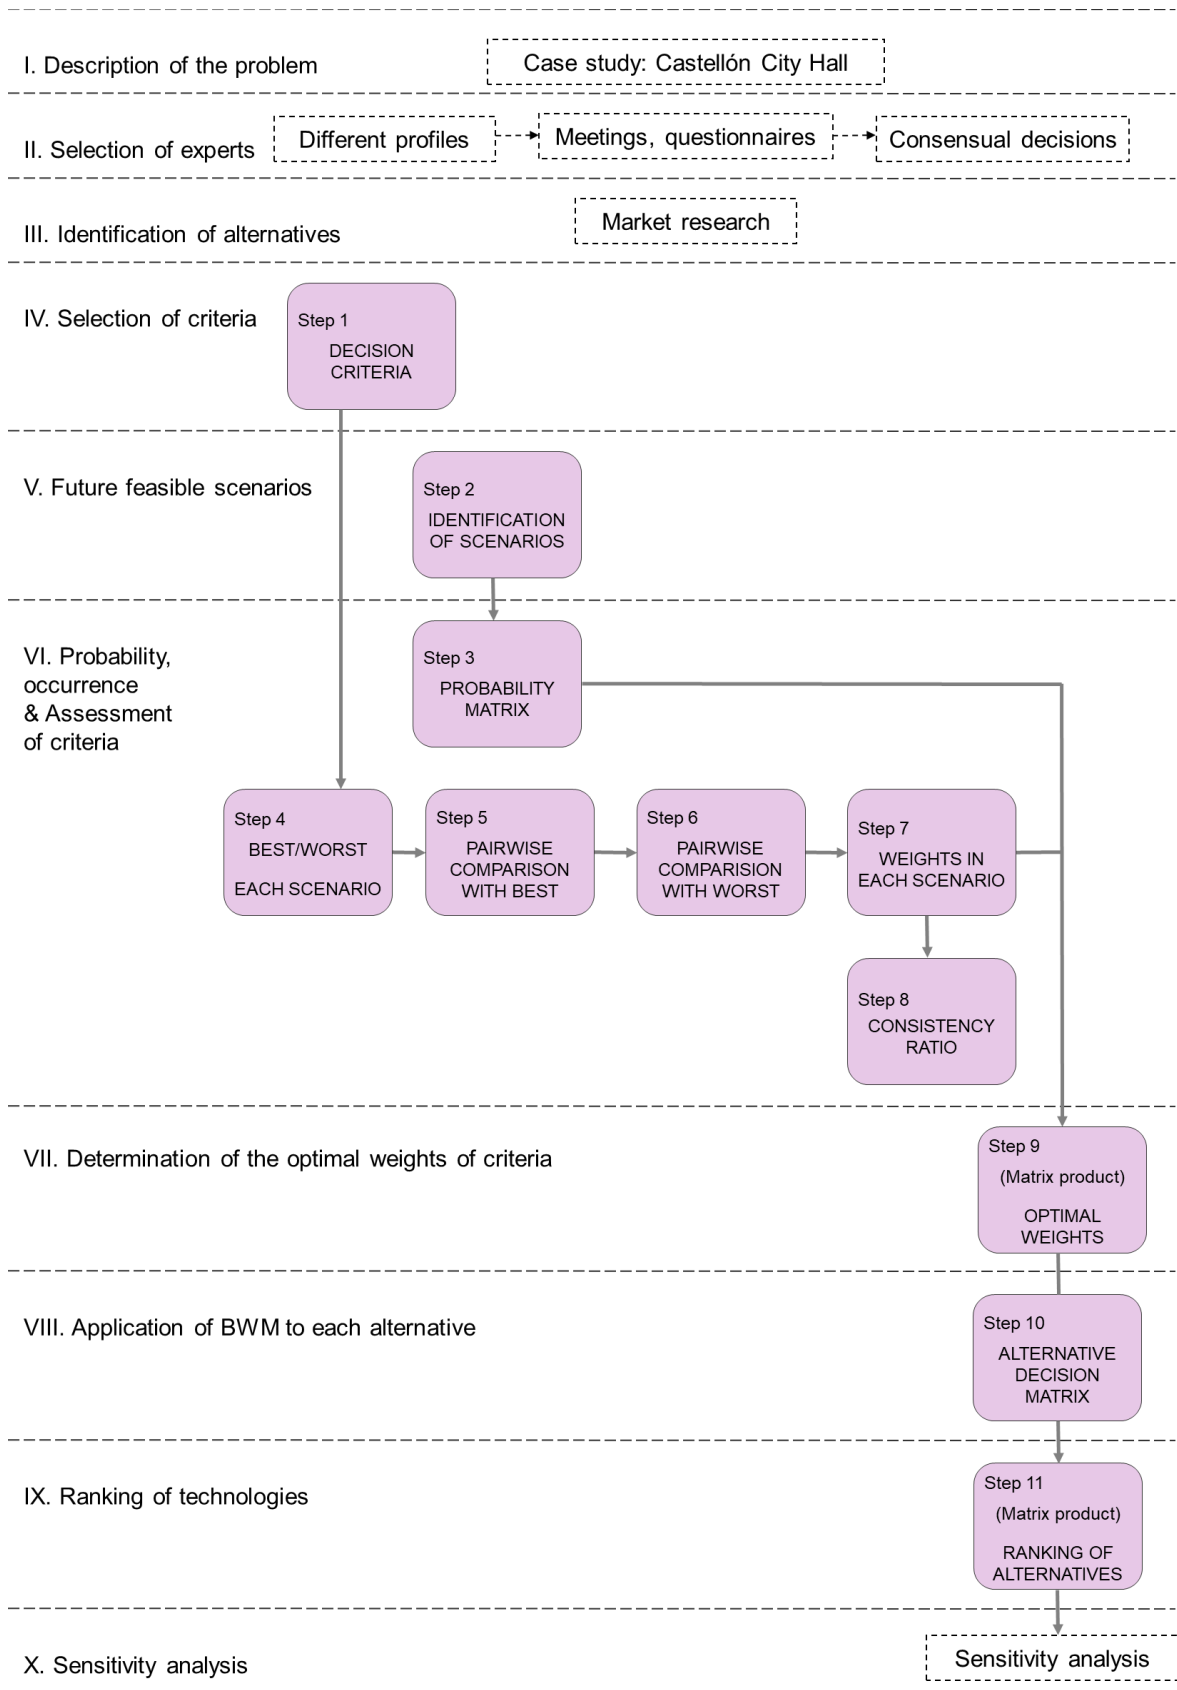 I. Description of the problem
Case study: Castellón City Hall
II. Selection of experts
Different profiles
Meetings, questionnaires
Consensual decisions
III. Identification of alternatives
Market research
IV. Selection of criteria
Step 1
DECISION
CRITERIA
V. Future feasible scenarios
Step 2
IDENTIFICATION
OF SCENARIOS
VI. Probability,
occurrence
& Assessment
of criteria
Step 3
PROBABILITY
MATRIX
Step 4
BEST/WORST
EACH SCENARIO
Step 5
PAIRWISE
COMPARISON
WITH BEST
Step 6
PAIRWISE
COMPARISION
WITH WORST
Step 7
WEIGHTS IN
EACH SCENARIO
Step 8
CONSISTENCY
RATIO
VII. Determination of the optimal weights of criteria
Step 9
(Matrix product)
OPTIMAL
WEIGHTS
VIII. Application of BWM to each alternative
Step 10
ALTERNATIVE
DECISION
MATRIX
IX. Ranking of technologies
Step 11
(Matrix product)
RANKING OF
ALTERNATIVES
X. Sensitivity analysis
Sensitivity analysis